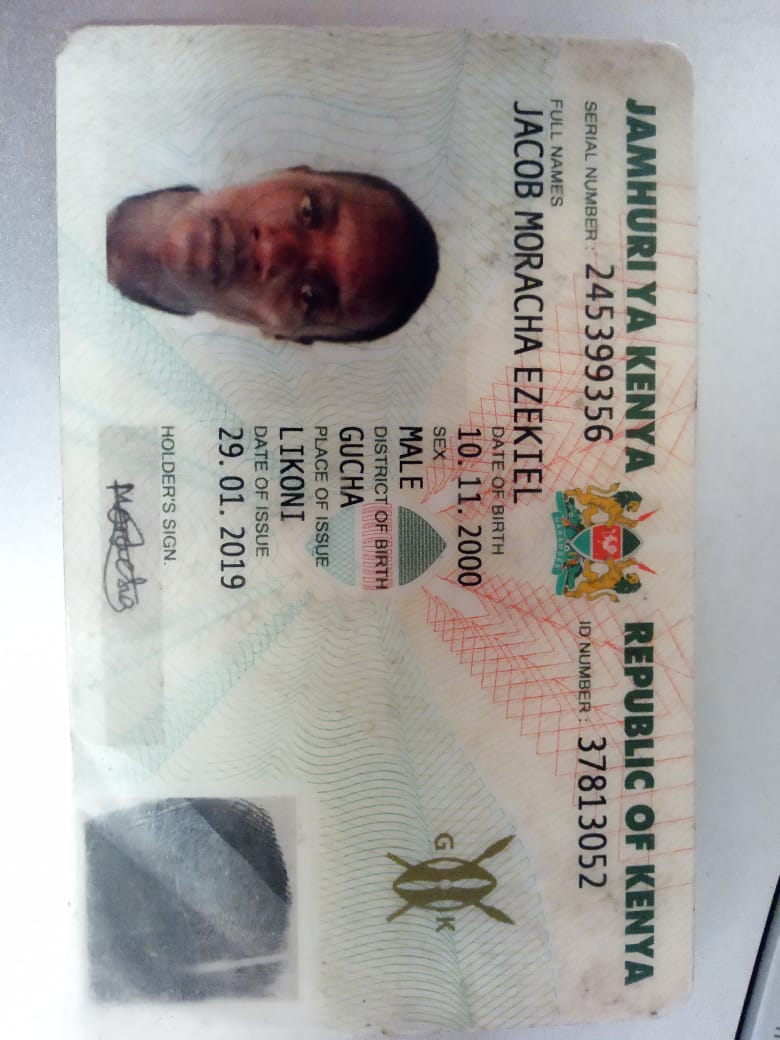 JAMHURI YA KENYA REPUBLIC OF KENYA
SERIAL NUMBER: 245399356 ID NUMBER: 37813052
FULL NAMES
JACOB MORACHA EZEKIEL
DATE OF BIRTH
10.11.2000
SEX
MALE
DISTRICT OF BIRTH
GUCHA
PLACE OF ISSUE
LIKONI
DATE OF ISSUE
29.01.2019
HOLDER'S SIGN.
G K